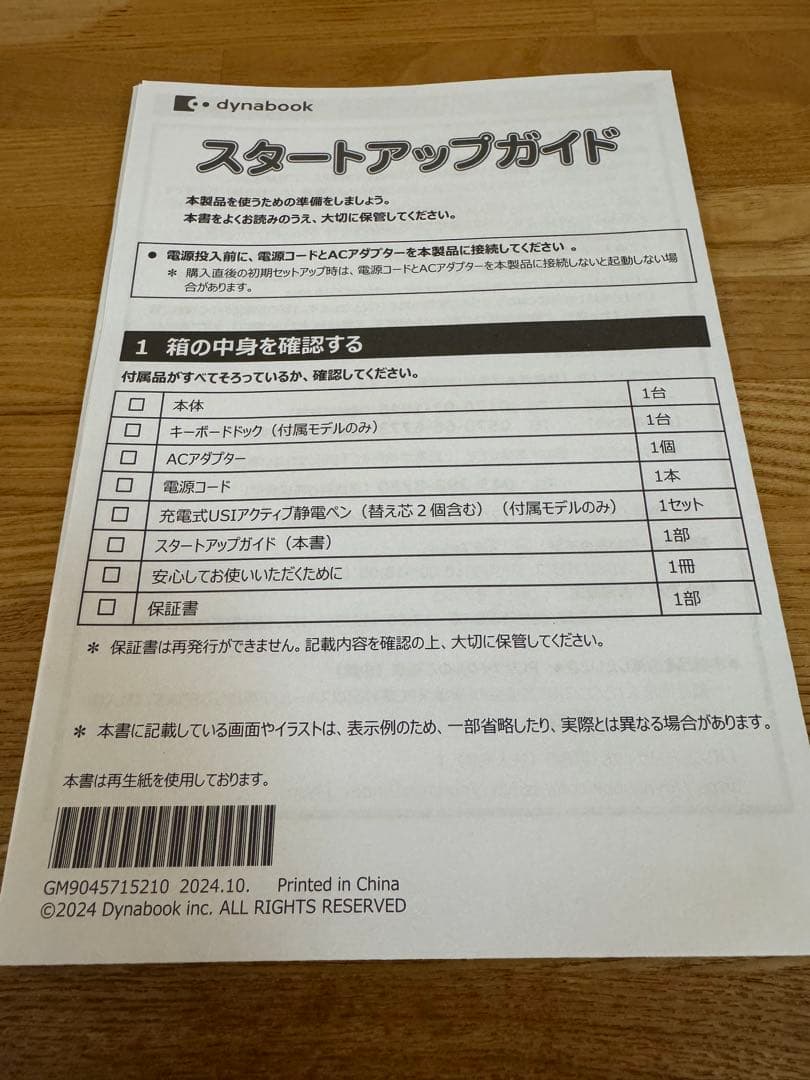 dynabook
スタートアップガイド
本製品を使うための準備をしましょう。
本書をよくお読みのうえ、大切に保管してください。
● 電源投入前に、電源コードとACアダプターを本製品に接続してください 。
＊ 購入直後の初期セットアップ時は、電源コードとACアダプターを本製品に接続しないと起動しない場
合があります。
1 箱の中身を確認する
付属品がすべてそろっているか、確認してください。
□ 本体 1台
□ キーボードドック（付属モデルのみ） 1台
□ ACアダプター 1個
□ 電源コード 1本
□ 充電式USIアクティブ静電ペン（替え芯２個含む）（付属モデルのみ） 1セット
□ スタートアップガイド（本書） 1部
□ 安心してお使いいただくために 1冊
□ 保証書 1部
＊ 保証書は再発行ができません。記載内容を確認の上、大切に保管してください。
＊ 本書に記載している画面やイラストは、表示例のため、一部省略したり、実際とは異なる場合があります。
本書は再生紙を使用しております。
GM9045715210 2024.10. Printed in China
©2024 Dynabook inc. ALL RIGHTS RESERVED